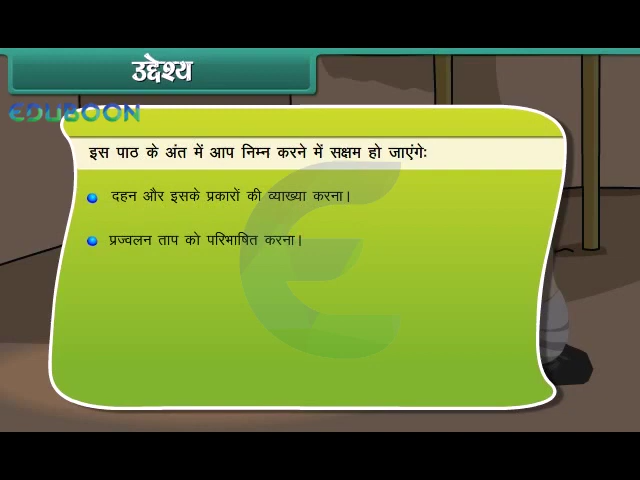 उद्देश्य
EDUBOON
इस पाठ के अंत में आप निम्न करने में सक्षम हो जाएंगेः
दहन और इसके प्रकारों की व्याख्या करना।
प्रज्वलन ताप को परिभाषित करना।